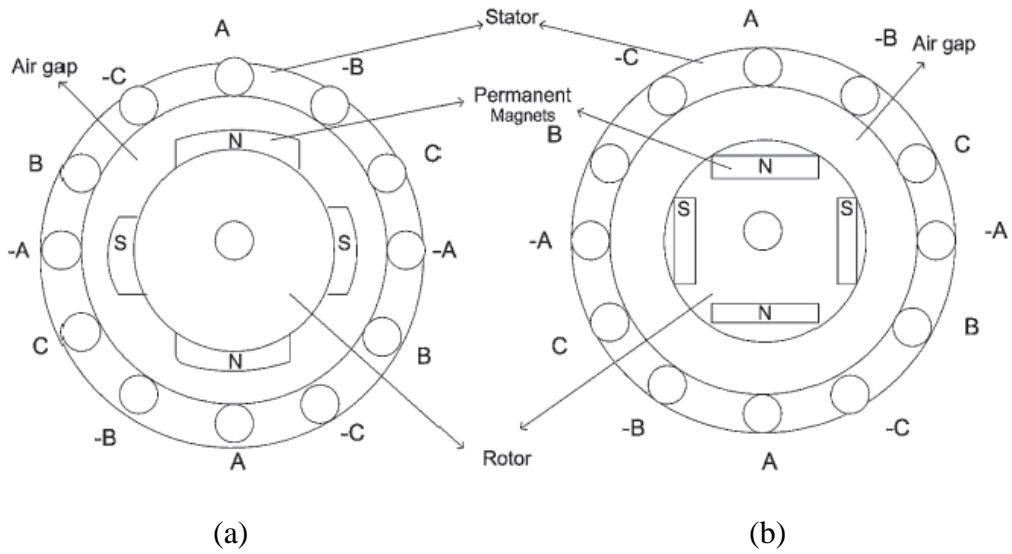 A
Stator
A
-B
-C
-B
-C
Air gap
Air gap
Permanent
Magnets
N
B
C
B
C
N
S
S
S
S
-A
-A
-A
-A
N
C
B
C
B
N
-B
-C
-B
-C
A
Rotor
A
(a)
(b)